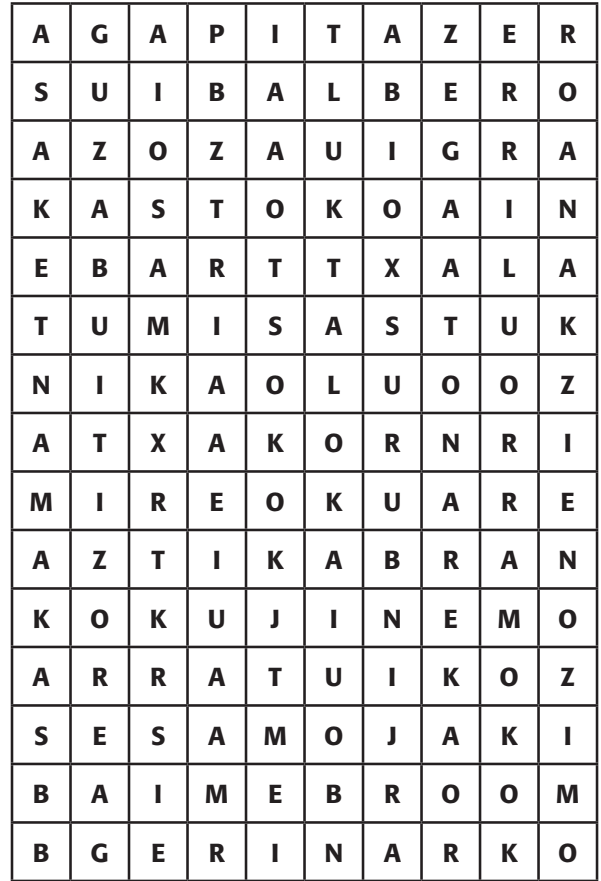 A G A P I T A Z E R
S U I B A L B E R O
A Z O Z A U I G R A
K A S T O K O A I N
E B A R T T X A L A
T U M I S A S T U K
N I K A O L U O O Z
A T X A K O R N R I
M I R E O K U A R E
A Z T I K A B R A N
K O K U J I N E M O
A R R A T U I K O Z
S E S A M O J A K I
B A I M E B R O O M
B G E R I N A R K O